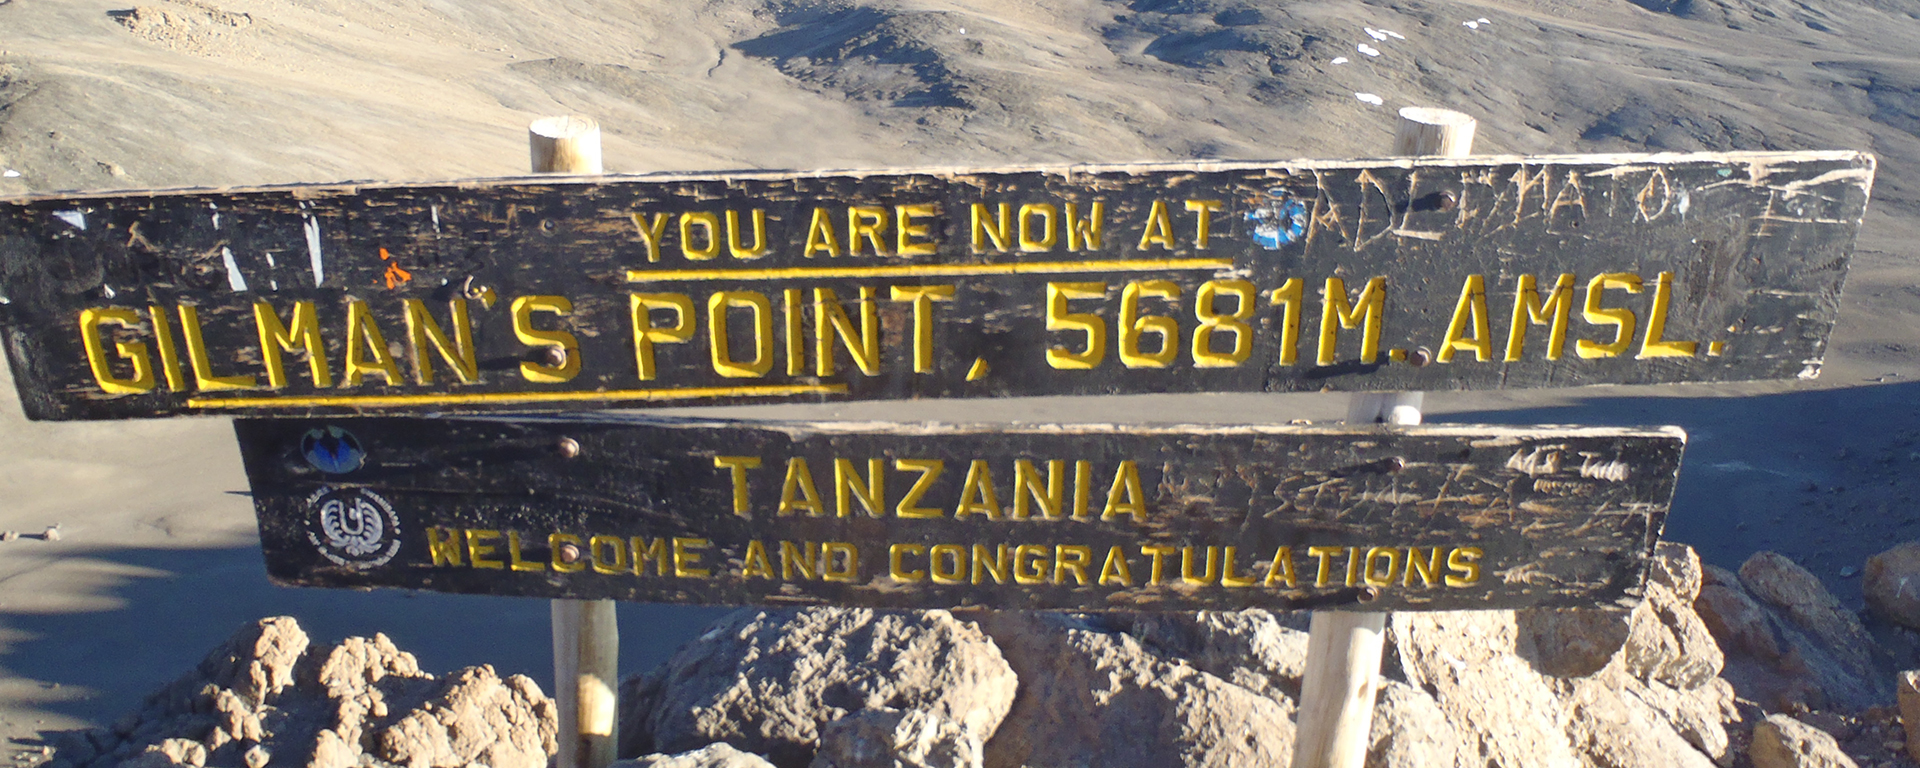 YOU ARE NOW AT
GILMAN'S POINT, 5681M. AMSL.
TANZANIA
WELCOME AND CONGRATULATIONS